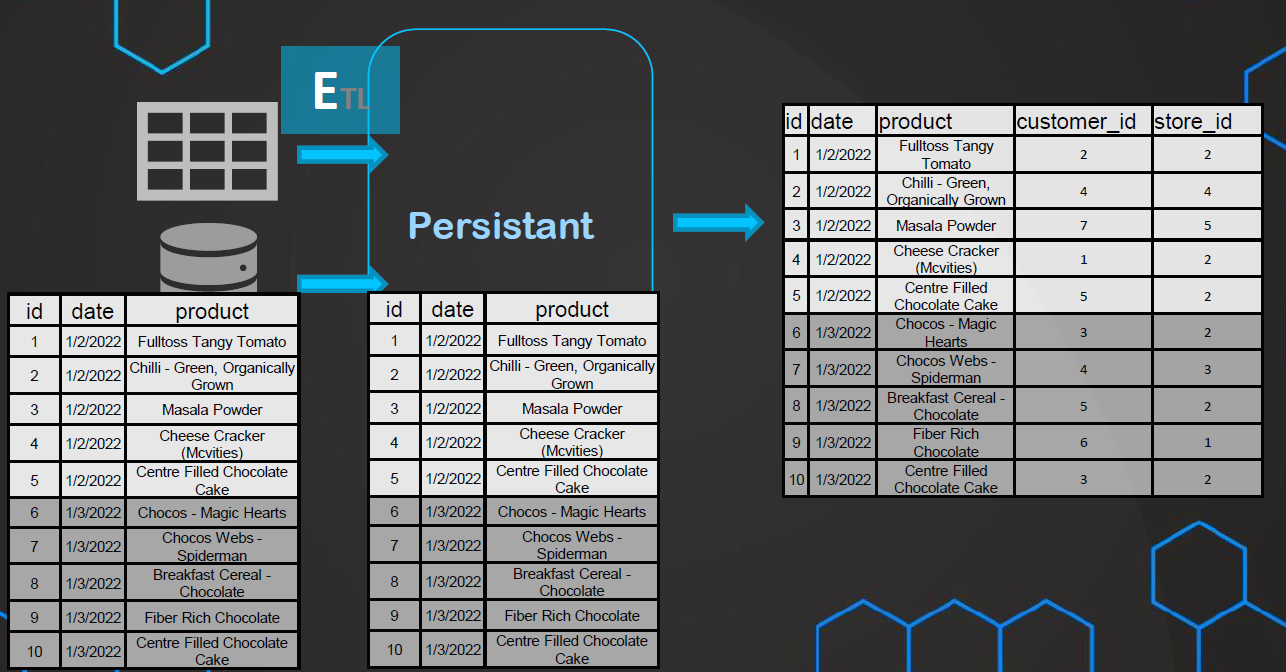 ETL
Persistant
id date product
1 1/2/2022 Fulltoss Tangy Tomato
2 1/2/2022 Chilli - Green, Organically
Grown
3 1/2/2022 Masala Powder
4 1/2/2022 Cheese Cracker
(Mcvities)
5 1/2/2022 Centre Filled Chocolate
Cake
6 1/3/2022 Chocos - Magic Hearts
7 1/3/2022 Chocos Webs -
Spiderman
8 1/3/2022 Breakfast Cereal -
Chocolate
9 1/3/2022 Fiber Rich Chocolate
10 1/3/2022 Centre Filled Chocolate
Cake
id date product
1 1/2/2022 Fulltoss Tangy Tomato
2 1/2/2022 Chilli - Green, Organically
Grown
3 1/2/2022 Masala Powder
4 1/2/2022 Cheese Cracker
(Mcvities)
5 1/2/2022 Centre Filled Chocolate
Cake
6 1/3/2022 Chocos - Magic Hearts
7 1/3/2022 Chocos Webs -
Spiderman
8 1/3/2022 Breakfast Cereal -
Chocolate
9 1/3/2022 Fiber Rich Chocolate
10 1/3/2022 Centre Filled Chocolate
Cake
id date product customer_id store_id
1 1/2/2022 Fulltoss Tangy
Tomato 2 2
2 1/2/2022 Chilli - Green,
Organically Grown 4 4
3 1/2/2022 Masala Powder 7 5
4 1/2/2022 Cheese Cracker
(Mcvities) 1 2
5 1/2/2022 Centre Filled
Chocolate Cake 5 2
6 1/3/2022 Chocos - Magic
Hearts 3 2
7 1/3/2022 Chocos Webs -
Spiderman 4 3
8 1/3/2022 Breakfast Cereal -
Chocolate 5 2
9 1/3/2022 Fiber Rich
Chocolate 6 1
10 1/3/2022 Centre Filled
Chocolate Cake 3 2